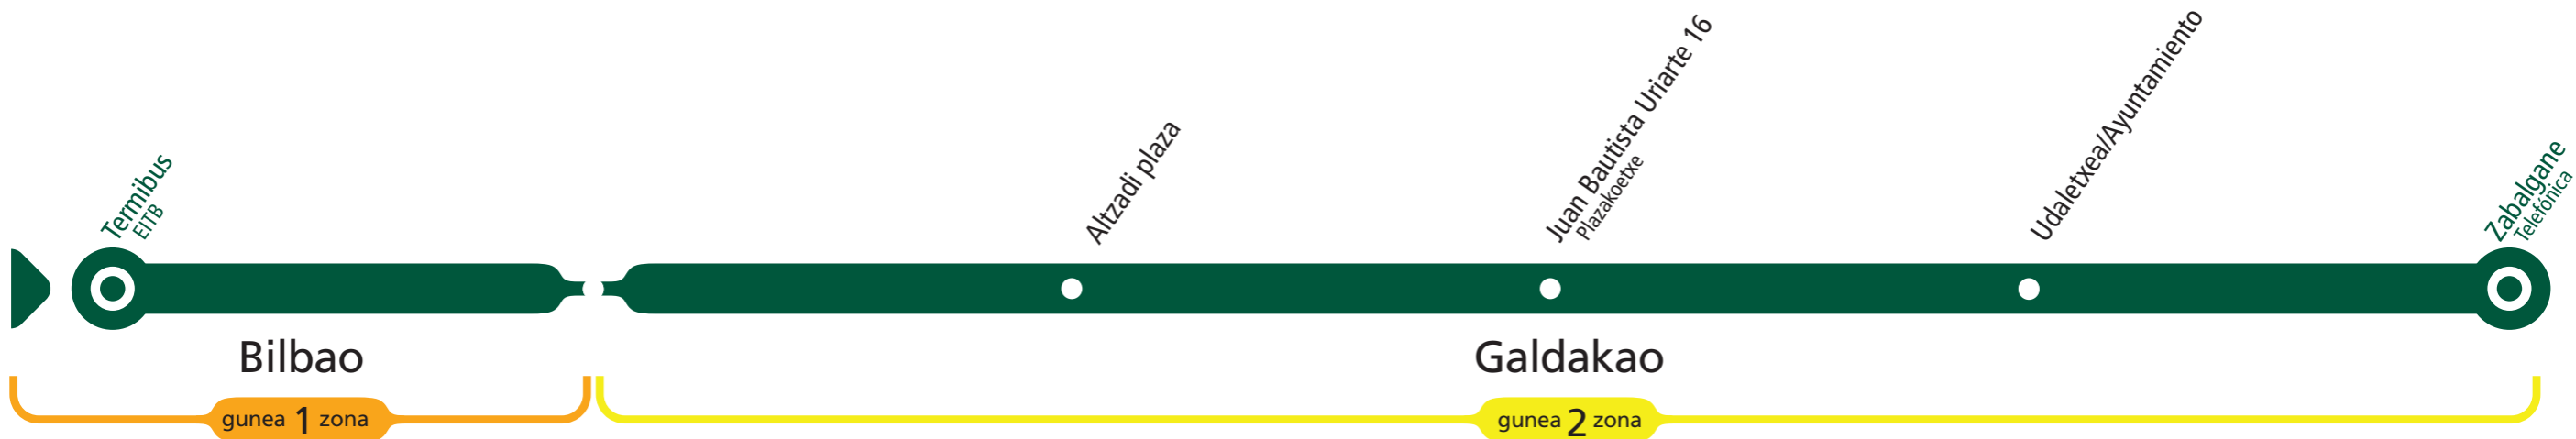 Termibus
EITB
Altzadi plaza
Juan Bautista Uriarte 16
Plazakoetxe
Udaletxea/Ayuntamiento
Zabalgane
Telefónica
Bilbao
Galdakao
gunea 1 zona
gunea 2 zona